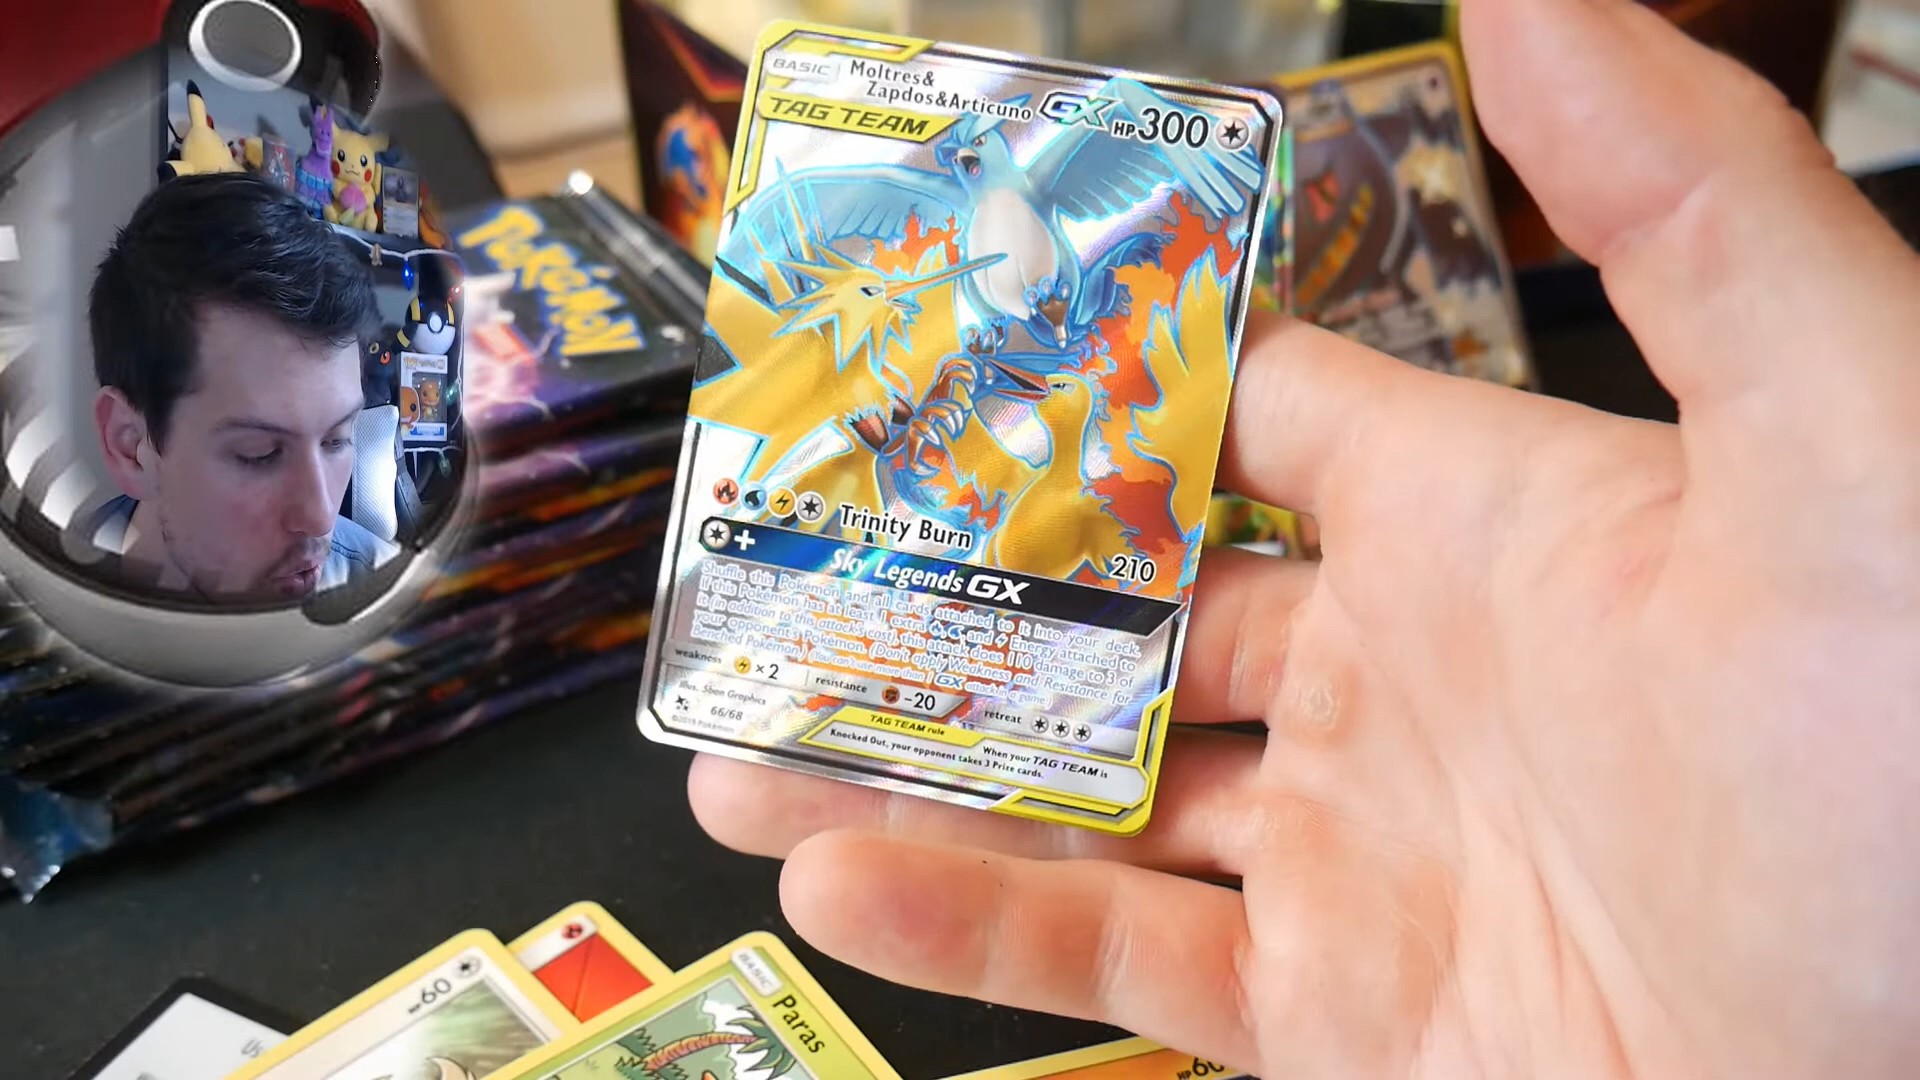 BASIC
Moltres&
Zapdos&Articuno GX HP300
TAG TEAM
Trinity Burn
210
+ Sky Legends GX
Shuffle this Pokémon and all cards attached to it into your deck.
If this Pokémon has at least 1 extra and Energy attached to
it (in addition to this attack's cost), this attack does 110 damage to 3 of
your opponent's Pokémon. (Don't apply Weakness and Resistance for
Benched Pokémon.) (You can't use more than 1 GX attack in a game.)
weakness ×2 resistance -20 retreat
Illus. 5ban Graphics
66/68
©2019 Pokémon
TAG TEAM rule
When your TAG TEAM is
Knocked Out, your opponent takes 3 Prize cards.
Pokémon
HP60
BASIC
Paras
HP60